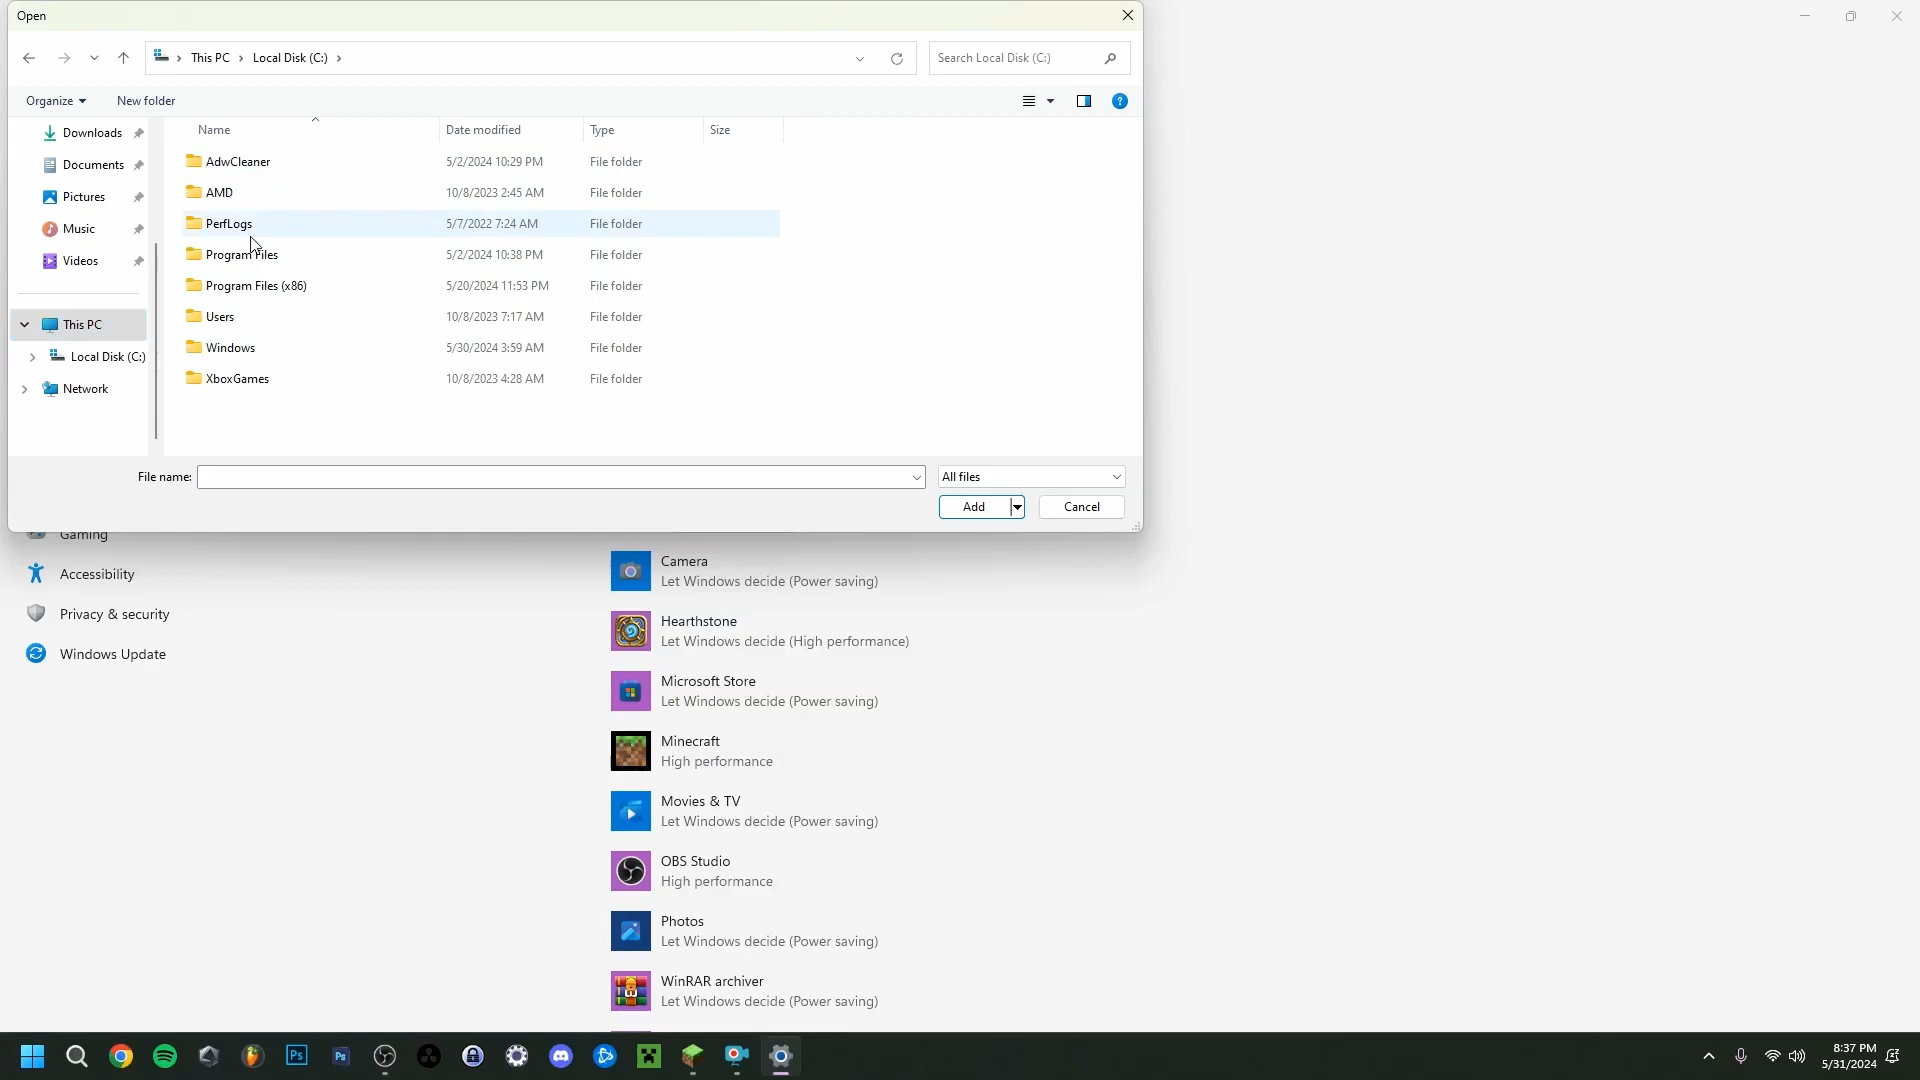 Open
This PC
Local Disk (C:)
Search Local Disk (C:)
Organize
New folder
Name
Date modified
Type
Size
Downloads
Documents
Pictures
Music
Videos
This PC
Local Disk (C:)
Network
AdwCleaner 5/2/2024 10:29 PM File folder
AMD 10/8/2023 2:45 AM File folder
PerfLogs 5/7/2022 7:24 AM File folder
Program Files 5/2/2024 10:38 PM File folder
Program Files (x86) 5/20/2024 11:53 PM File folder
Users 10/8/2023 7:17 AM File folder
Windows 5/30/2024 3:59 AM File folder
XboxGames 10/8/2023 4:28 AM File folder
File name:
All files
Add
Cancel
Gaming
Accessibility
Privacy & security
Windows Update
Camera
Let Windows decide (Power saving)
Hearthstone
Let Windows decide (High performance)
Microsoft Store
Let Windows decide (Power saving)
Minecraft
High performance
Movies & TV
Let Windows decide (Power saving)
OBS Studio
High performance
Photos
Let Windows decide (Power saving)
WinRAR archiver
Let Windows decide (Power saving)
Ps
Ps
8:37 PM
5/31/2024